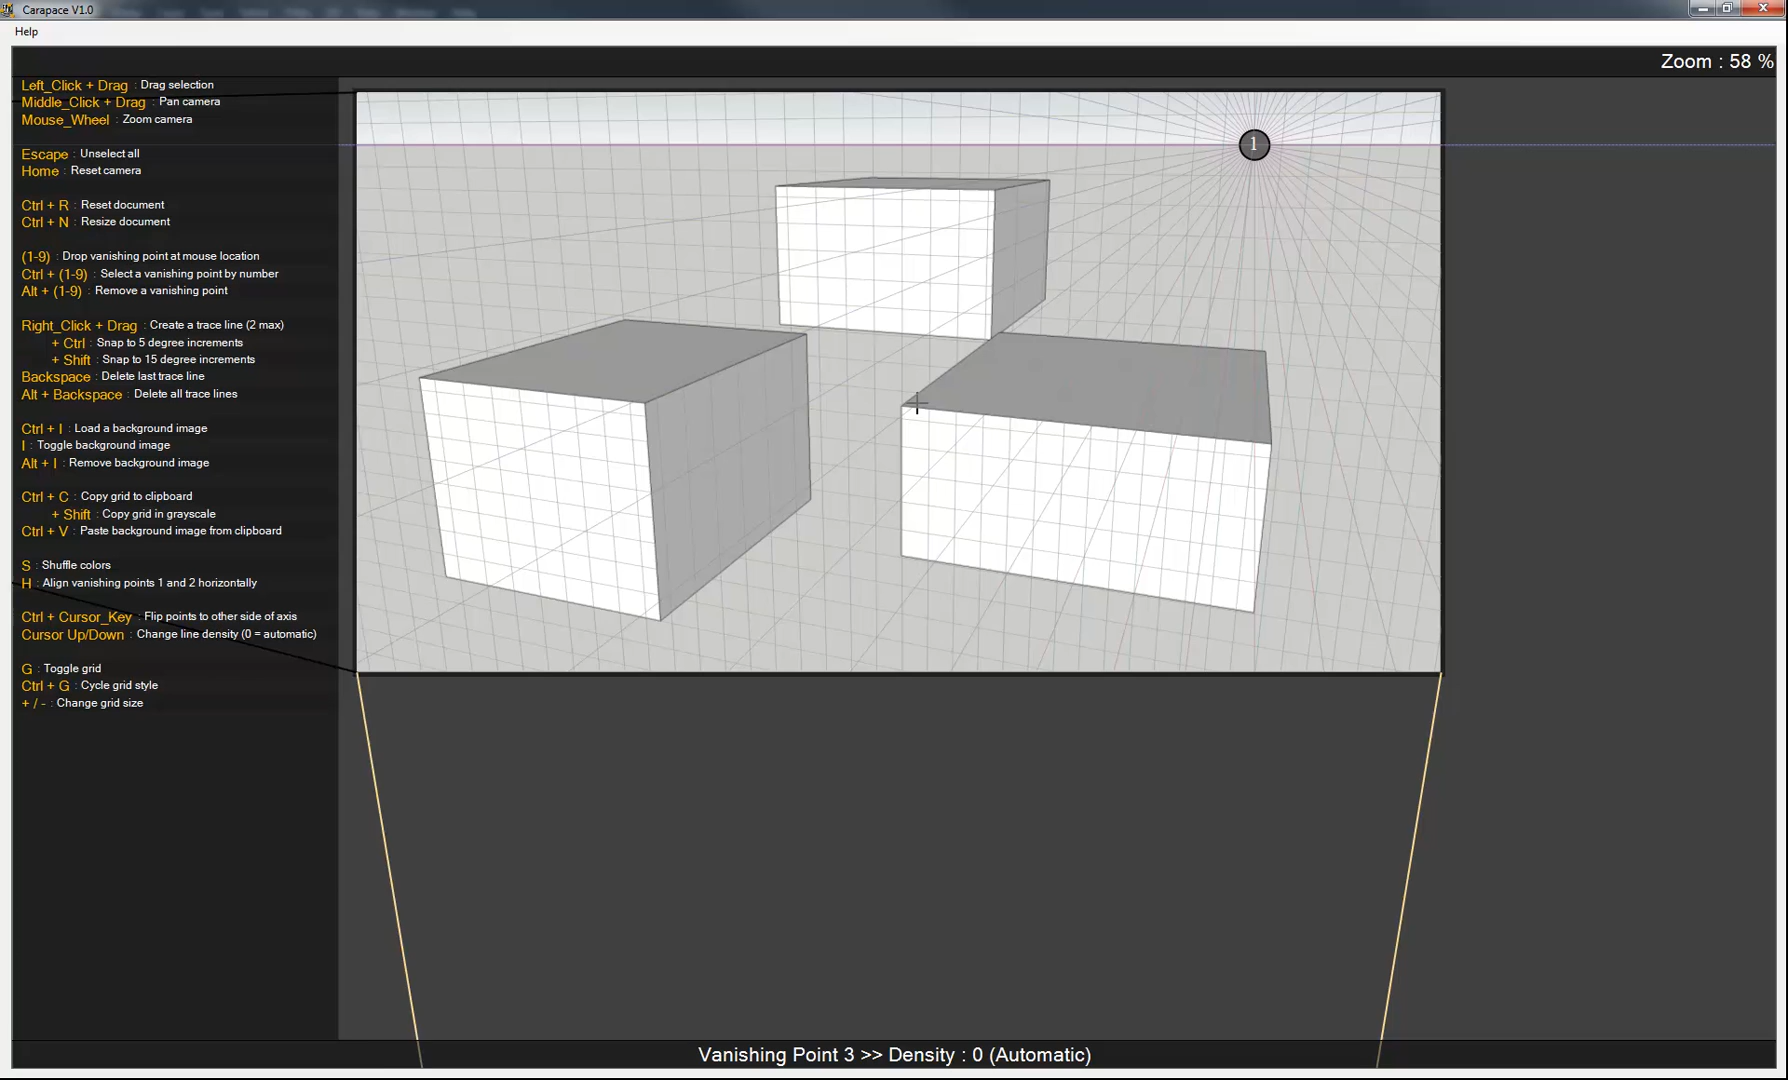 Carapace V1.0
Help
Zoom : 58 %
Left_Click + Drag : Drag selection
Middle_Click + Drag : Pan camera
Mouse_Wheel : Zoom camera
Escape : Unselect all
Home : Reset camera
Ctrl + R : Reset document
Ctrl + N : Resize document
(1-9) : Drop vanishing point at mouse location
Ctrl + (1-9) : Select a vanishing point by number
Alt + (1-9) : Remove a vanishing point
Right_Click + Drag : Create a trace line (2 max)
+ Ctrl : Snap to 5 degree increments
+ Shift : Snap to 15 degree increments
Backspace : Delete last trace line
Alt + Backspace : Delete all trace lines
Ctrl + I : Load a background image
I : Toggle background image
Alt + I : Remove background image
Ctrl + C : Copy grid to clipboard
+ Shift : Copy grid in grayscale
Ctrl + V : Paste background image from clipboard
S : Shuffle colors
H : Align vanishing points 1 and 2 horizontally
Ctrl + Cursor_Key : Flip points to other side of axis
Cursor Up/Down : Change line density (0 = automatic)
G : Toggle grid
Ctrl + G : Cycle grid style
+ / - : Change grid size
1
Vanishing Point 3 >> Density : 0 (Automatic)